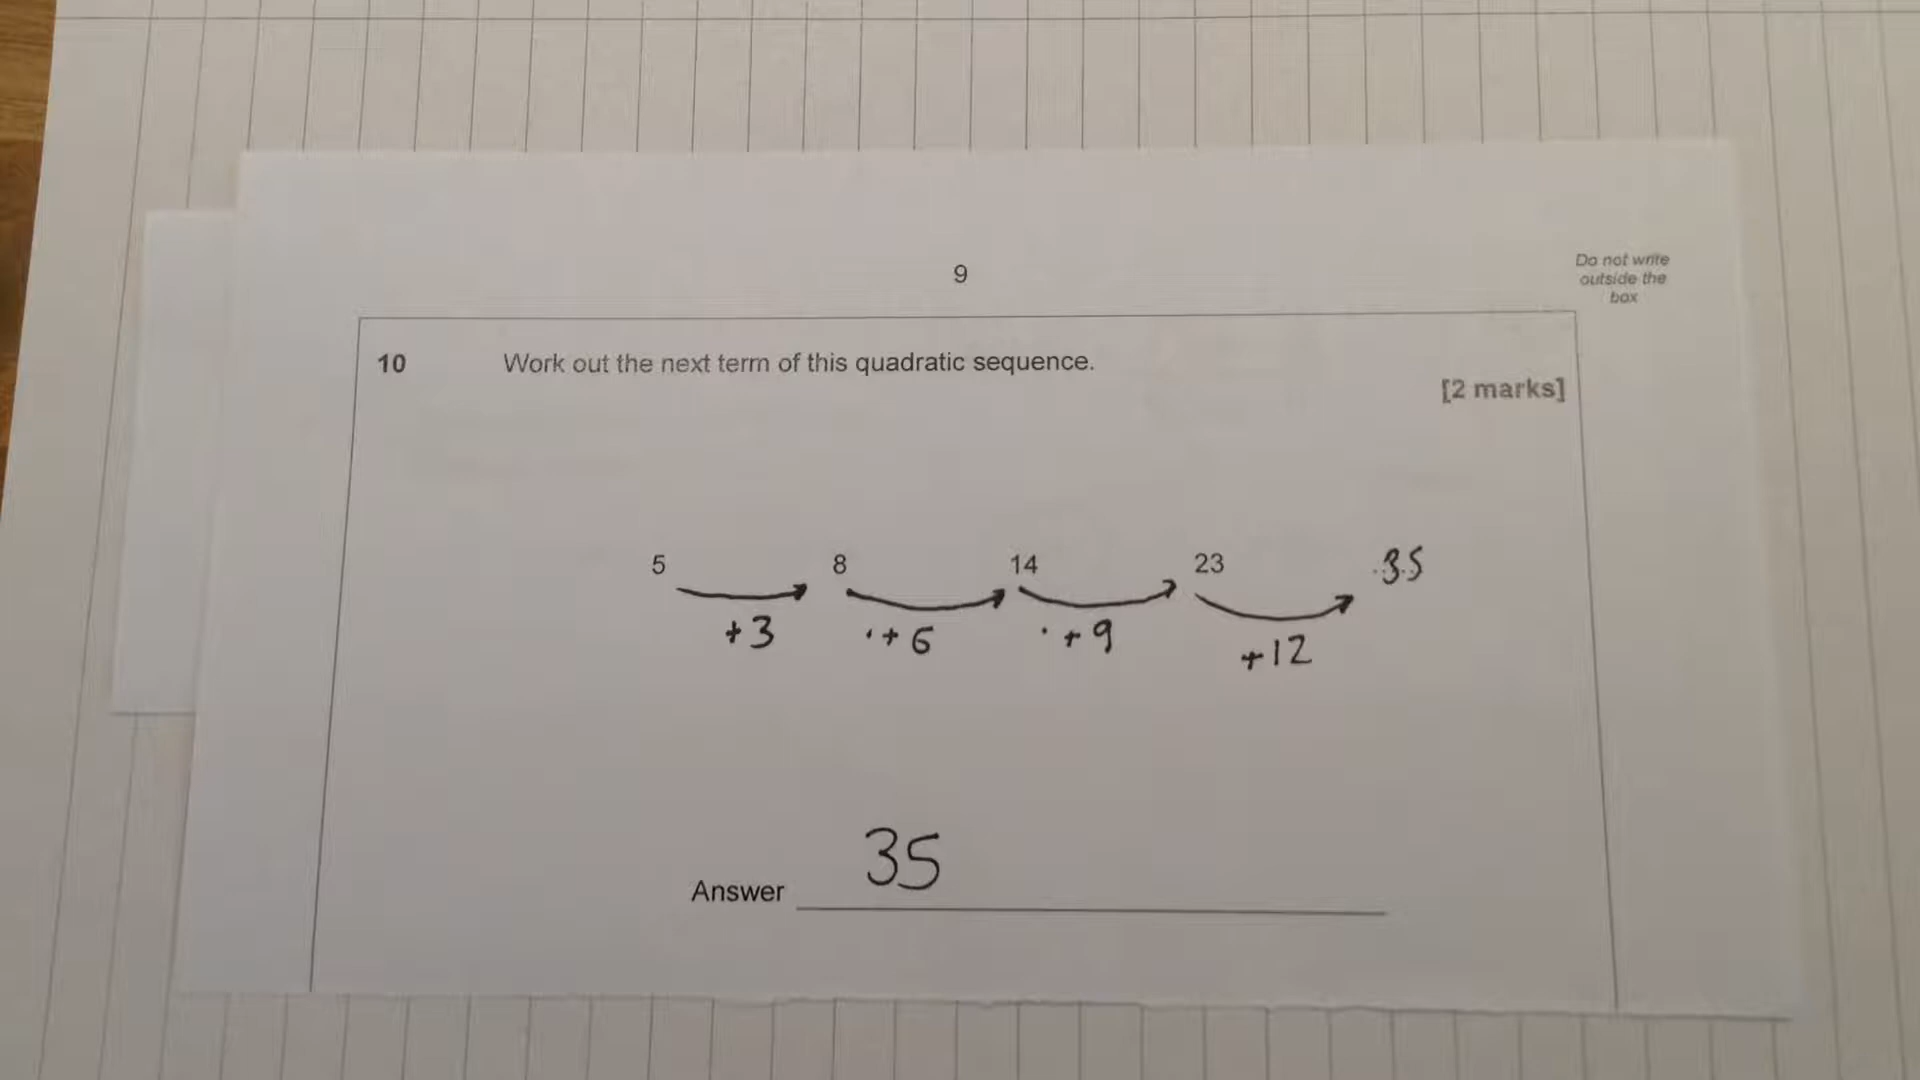 9
Do not write
outside the
box
10 Work out the next term of this quadratic sequence.
[2 marks]
5 8 14 23 35
+3 +6 +9 +12
35
Answer